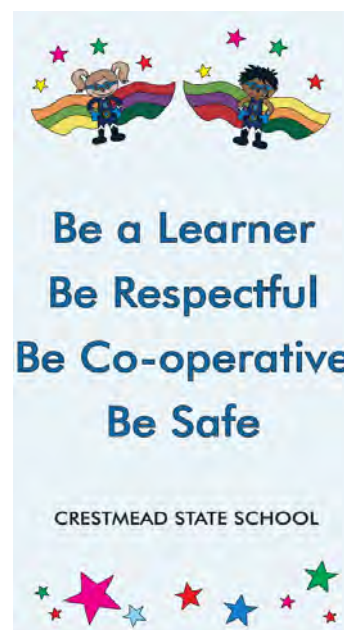 Be a Learner
Be Respectful
Be Co-operative
Be Safe
CRESTMEAD STATE SCHOOL